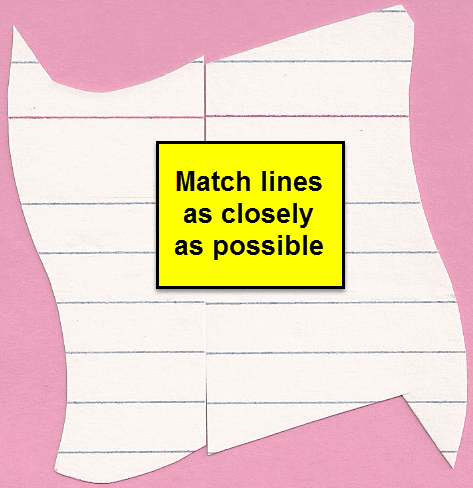 Match lines
as closely
as possible